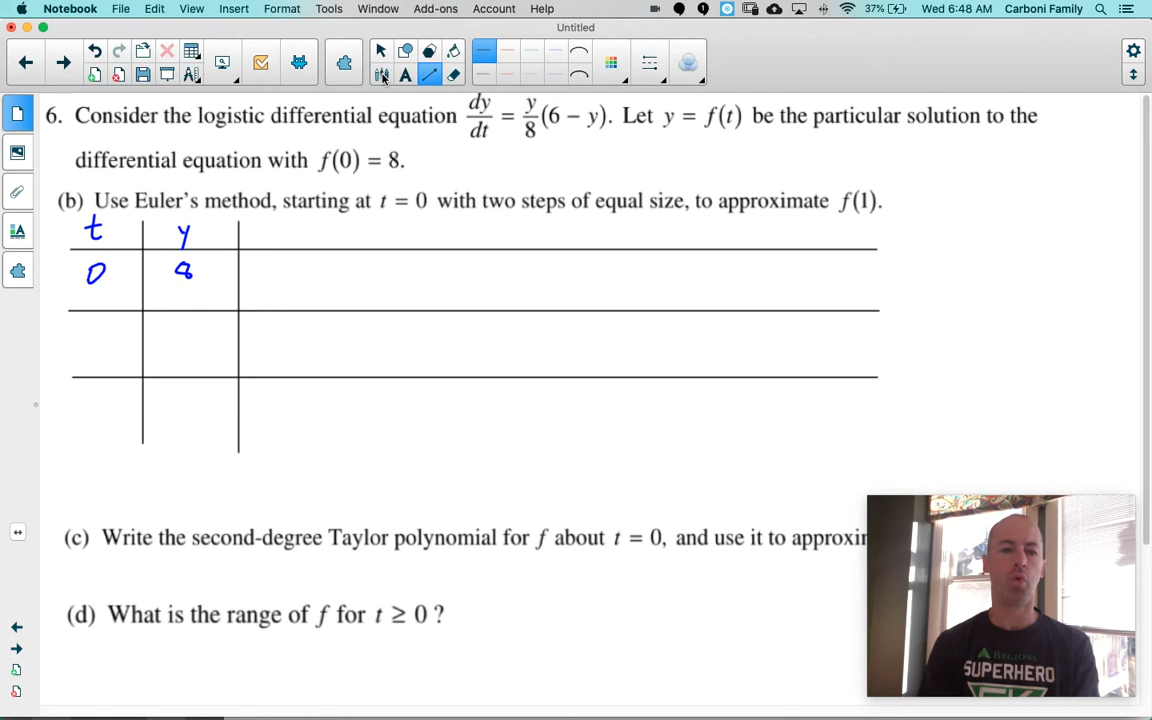 Notebook File Edit View Insert Format Tools Window Add-ons Account Help 37% Wed 6:48 AM Carboni Family
Untitled
6. Consider the logistic differential equation dy/dt = y/8 (6 − y). Let y = f(t) be the particular solution to the
differential equation with f(0) = 8.
(b) Use Euler's method, starting at t = 0 with two steps of equal size, to approximate f(1).
t y
0 8
(c) Write the second-degree Taylor polynomial for f about t = 0, and use it to approxin
(d) What is the range of f for t ≥ 0 ?
REGIONS
SUPERHERO